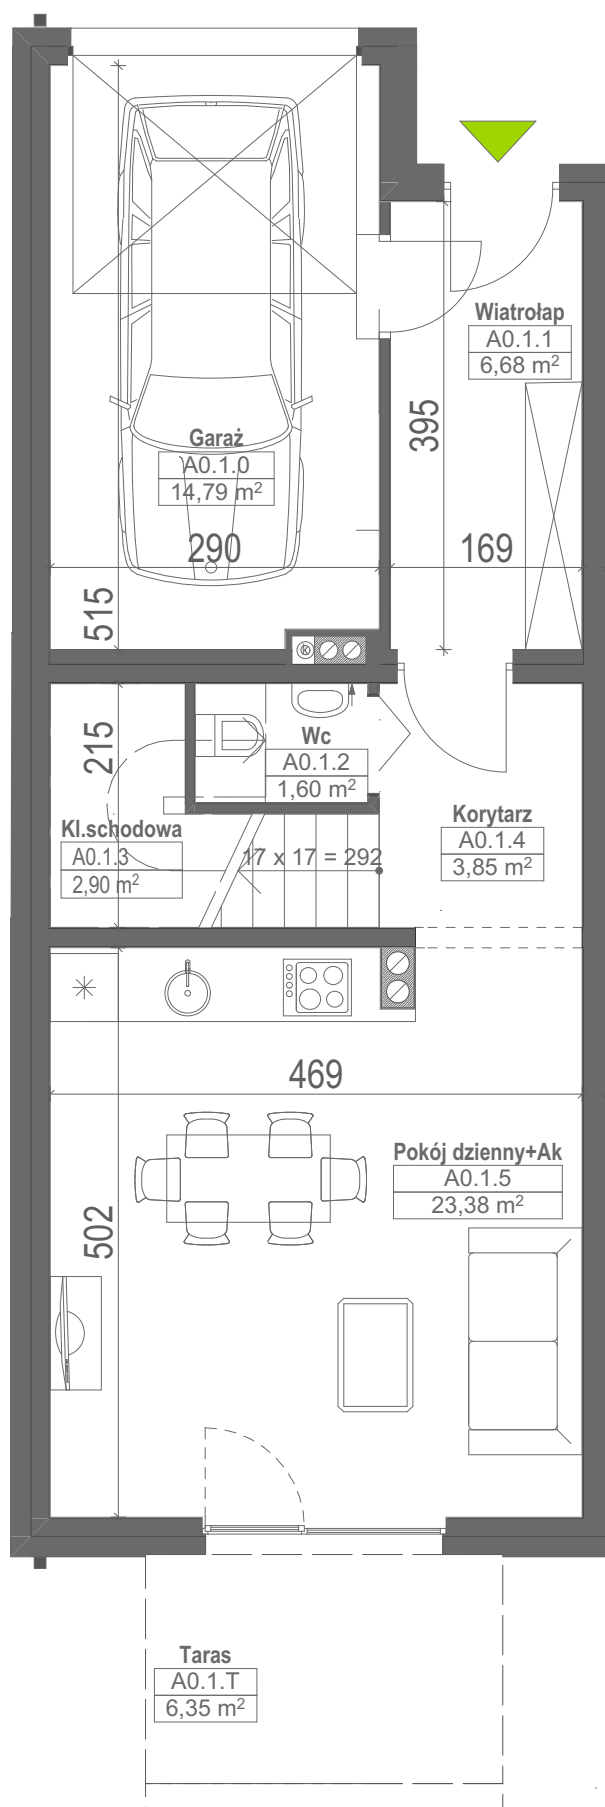 Wiatrołap
A0.1.1
6,68 m²
395
Garaż
A0.1.0
14,79 m²
290
169
515
K
215
Wc
A0.1.2
1,60 m²
Kl.schodowa
A0.1.3
2,90 m²
17 x 17 = 292
Korytarz
A0.1.4
3,85 m²
469
Pokój dzienny+Ak
A0.1.5
23,38 m²
502
Taras
A0.1.T
6,35 m²